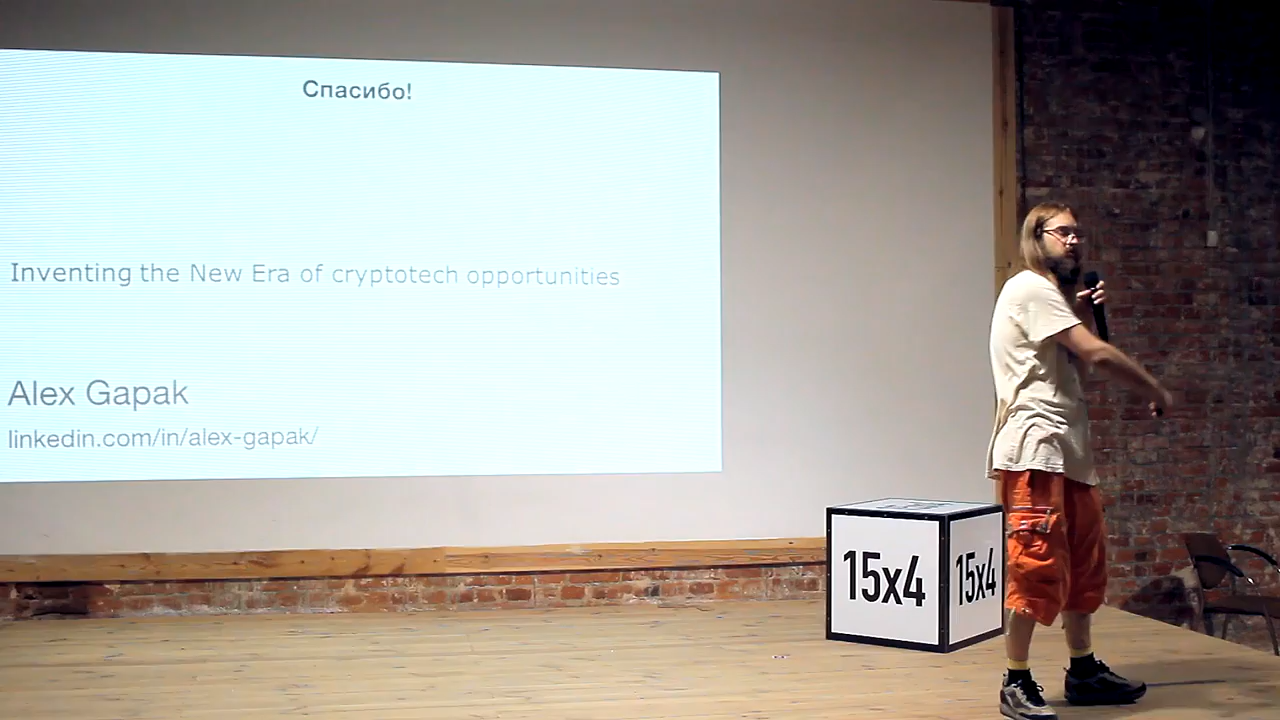 Спасибо!
Inventing the New Era of cryptotech opportunities
Alex Gapak
linkedin.com/in/alex-gapak/
15x4
15x4